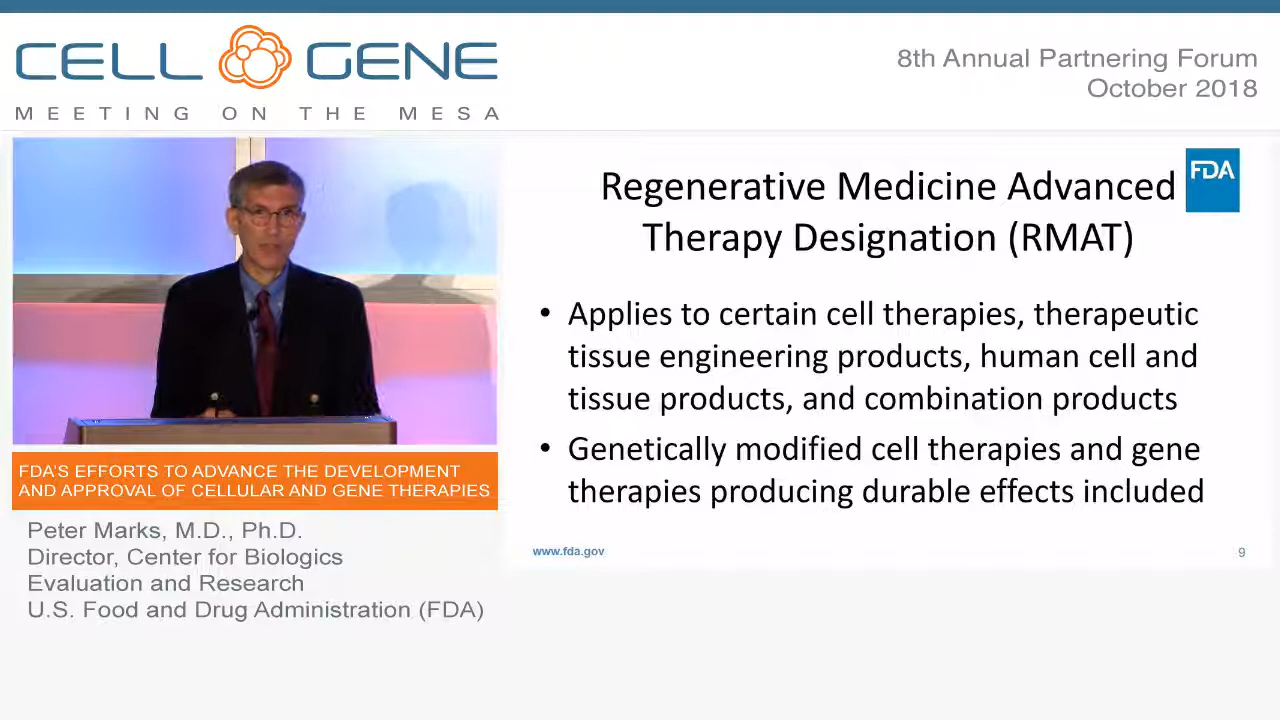 CELL GENE
MEETING ON THE MESA
8th Annual Partnering Forum
October 2018
FDA'S EFFORTS TO ADVANCE THE DEVELOPMENT
AND APPROVAL OF CELLULAR AND GENE THERAPIES
Peter Marks, M.D., Ph.D.
Director, Center for Biologics
Evaluation and Research
U.S. Food and Drug Administration (FDA)
Regenerative Medicine Advanced
Therapy Designation (RMAT)
FDA
• Applies to certain cell therapies, therapeutic
tissue engineering products, human cell and
tissue products, and combination products
• Genetically modified cell therapies and gene
therapies producing durable effects included
www.fda.gov
9